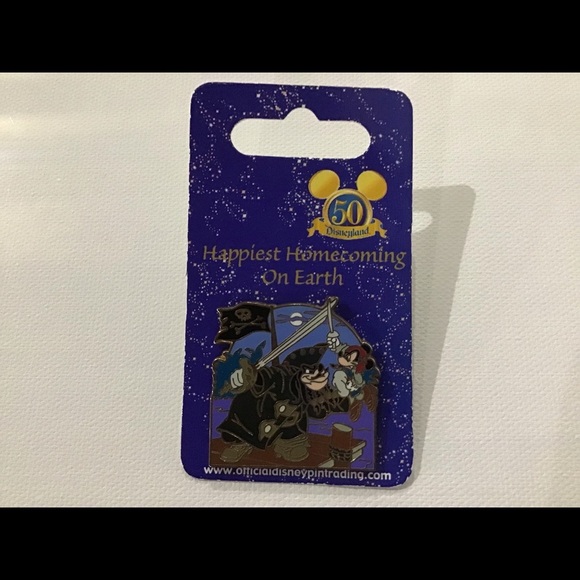 50
Disneyland
Happiest Homecoming
On Earth
www.officialdisneypintrading.com